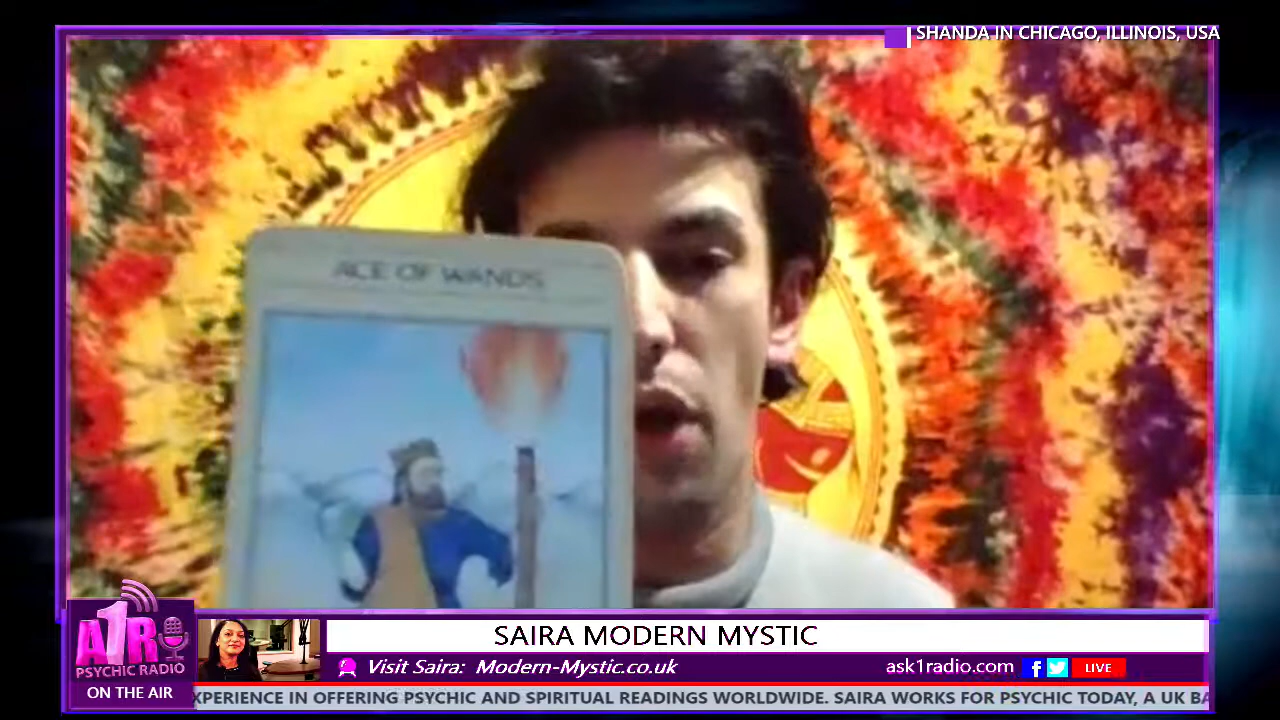 SHANDA IN CHICAGO, ILLINOIS, USA
ACE OF WANDS
A1R
PSYCHIC RADIO
ON THE AIR
SAIRA MODERN MYSTIC
Visit Saira: Modern-Mystic.co.uk
ask1radio.com
LIVE
XPERIENCE IN OFFERING PSYCHIC AND SPIRITUAL READINGS WORLDWIDE. SAIRA WORKS FOR PSYCHIC TODAY, A UK BA